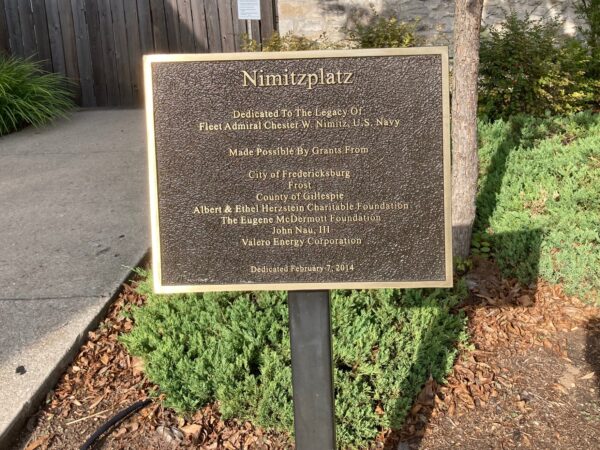 Nimitzplatz
Dedicated To The Legacy Of
Fleet Admiral Chester W. Nimitz, U.S. Navy
Made Possible By Grants From
City of Fredericksburg
Frost
County of Gillespie
Albert & Ethel Herzstein Charitable Foundation
The Eugene McDermott Foundation
John Nau, III
Valero Energy Corporation
Dedicated February 7, 2014